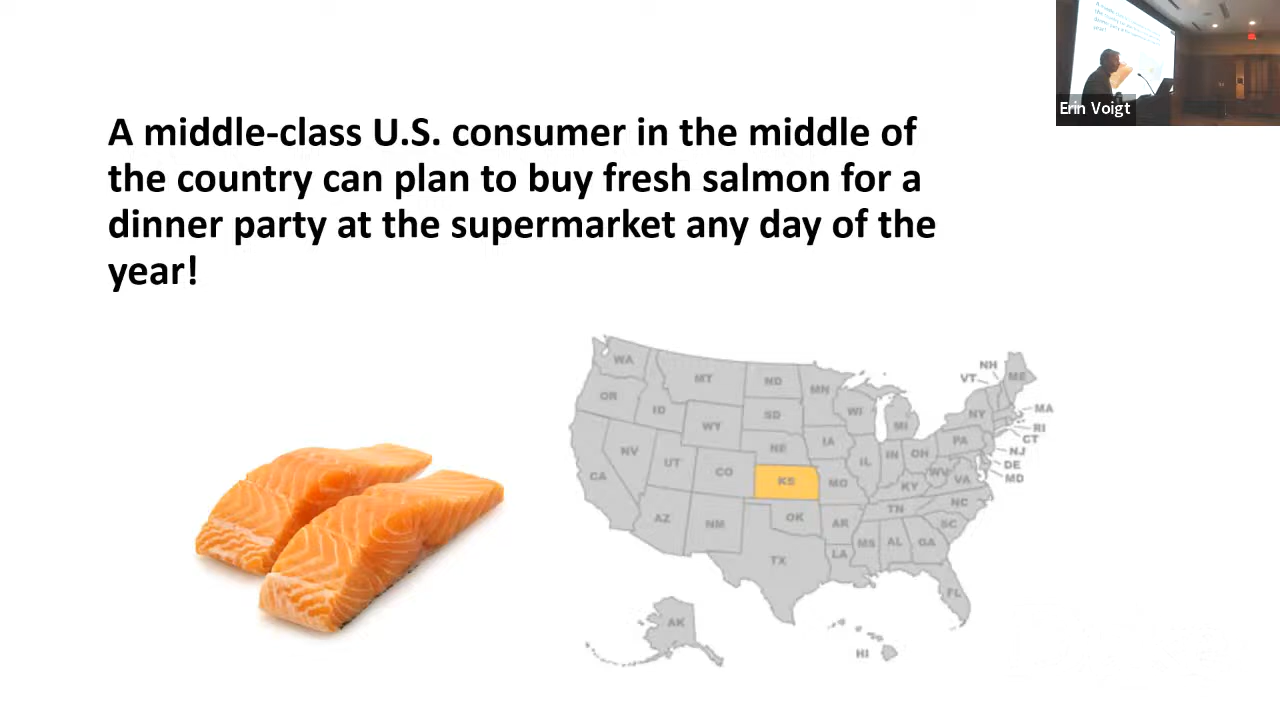 A middle-class U.S. consumer in the middle of
the country can plan to buy fresh salmon for a
dinner party at the supermarket any day of the
year!
Erin Voigt
WA
MT
ND
MN
OR
ID
SD
WI
MI
WY
NH
VT
ME
NY
MA
RI
CT
NJ
DE
MD
PA
IA
NE
NV
UT
CO
CA
KS
MO
IL
IN
OH
WV
VA
KY
NC
TN
SC
AZ
NM
OK
AR
MS
AL
GA
LA
TX
FL
AK
HI